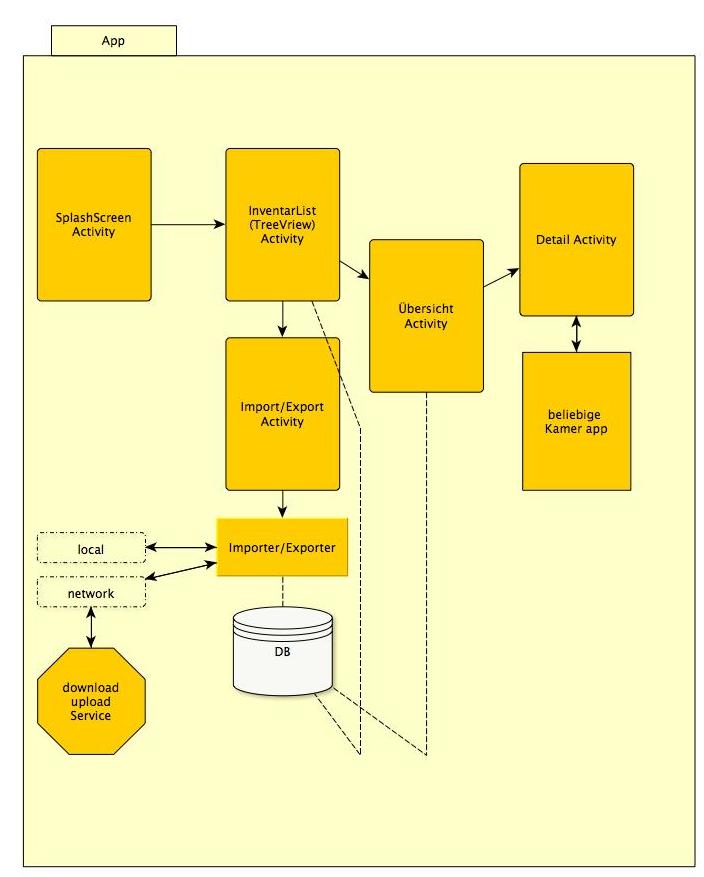 App
SplashScreen
Activity
InventarList
(TreeVriew)
Activity
Detail Activity
Übersicht
Activity
Import/Export
Activity
beliebige
Kamer app
local
Importer/Exporter
network
DB
download
upload
Service